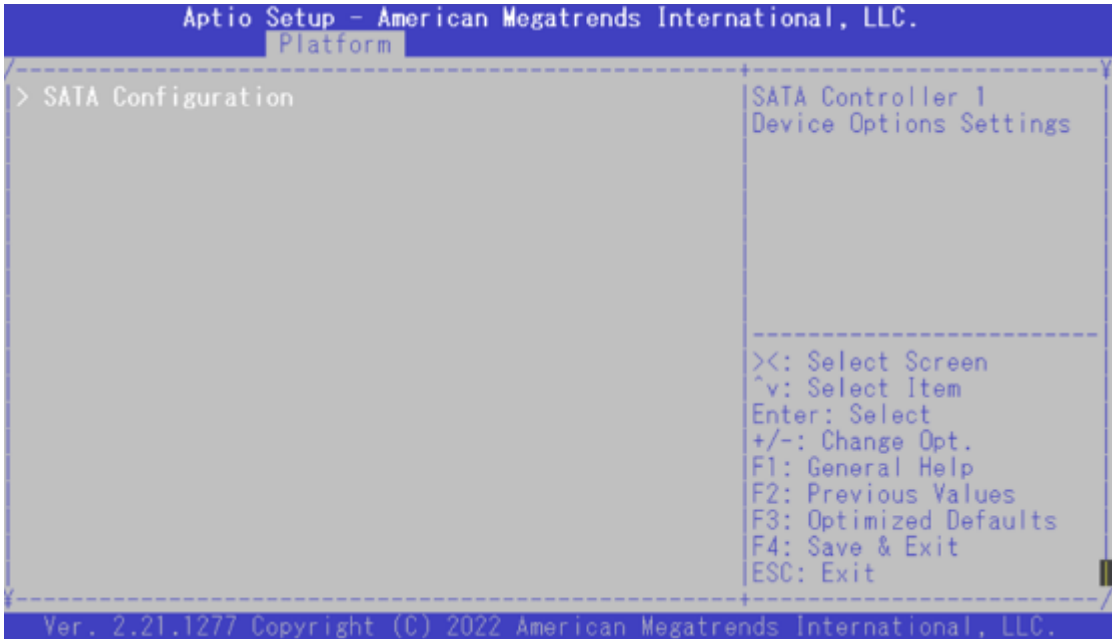 Aptio Setup – American Megatrends International, LLC.
Platform
> SATA Configuration
SATA Controller 1
Device Options Settings
><: Select Screen
^v: Select Item
Enter: Select
+/-: Change Opt.
F1: General Help
F2: Previous Values
F3: Optimized Defaults
F4: Save & Exit
ESC: Exit
Ver. 2.21.1277 Copyright (C) 2022 American Megatrends International, LLC.